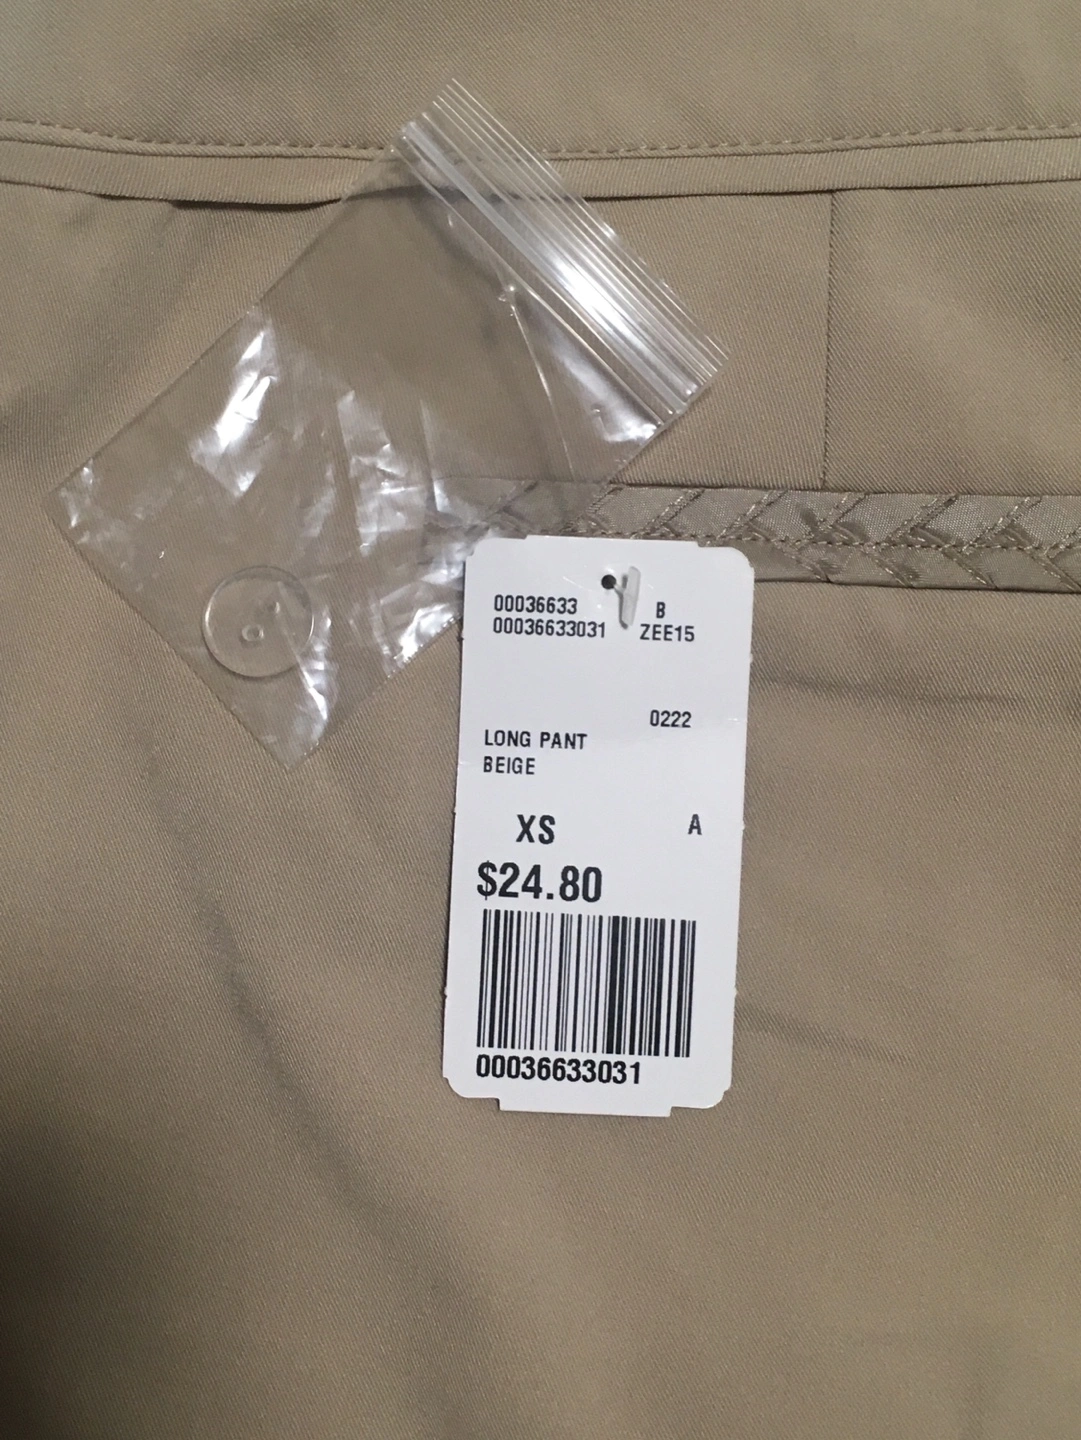 00036633 B
00036633031 ZEE15
0222
LONG PANT
BEIGE
XS A
$24.80
00036633031